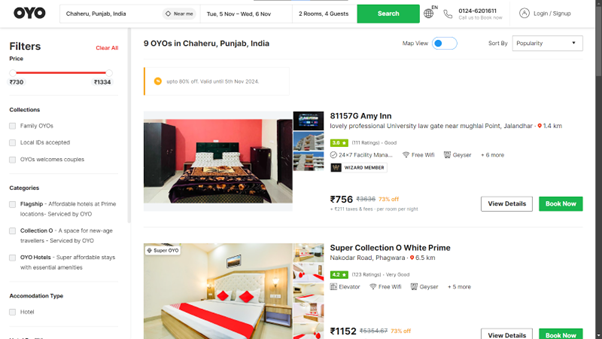 OYO
Chaheru, Punjab, India
Near me
Tue, 5 Nov – Wed, 6 Nov
2 Rooms, 4 Guests
Search
EN
0124-6201611
Call us to Book now
Login / Signup
Filters
Clear All
Price
₹730
₹1334
Collections
Family OYOs
Local IDs accepted
OYOs welcomes couples
Categories
Flagship - Affordable hotels at Prime
locations- Serviced by OYO
Collection O - A space for new-age
travellers - Serviced by OYO
OYO Hotels - Super affordable stays
with essential amenities
Accomodation Type
Hotel
9 OYOs in Chaheru, Punjab, India
Map View
Sort By
Popularity
upto 80% off. Valid until 5th Nov 2024.
81157G Amy Inn
lovely professional University law gate near mughlai Point, Jalandhar · 1.4 km
3.8
(111 Ratings) · Good
24×7 Facility Mana...
Free Wifi
Geyser
+ 6 more
WIZARD MEMBER
₹756 ₹3636 73% off
+ ₹217 taxes & fees · per room per night
View Details
Book Now
Super OYO
Super Collection O White Prime
Nakodar Road, Phagwara · 6.5 km
4.2
(123 Ratings) · Very Good
Elevator
Free Wifi
Geyser
+ 5 more
₹1152 ₹5354.67 73% off
View Details
Book Now